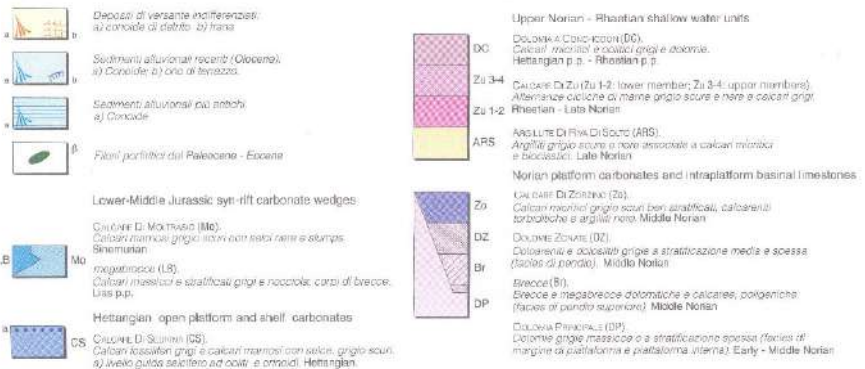 Depositi di versante indifferenziati.
a) conoide di detrito b) frana
a b
Sedimenti alluvionali recenti (Olocene).
a) Conoide; b) orlo di terrazzo.
a b
Sedimenti alluvionali più antichi
a) Conoide
a
β
Filoni porfiritici del Paleocene - Eocene
Lower-Middle Jurassic syn-rift carbonate wedges
CALCARE DI MOLTRASIO (Mo).
Calcari marnosi grigio scuri con selci nere e slumps.
Sinemurian
LB Mo
megabrecce (LB).
Calcari massicci e stratificati grigi e nocciola; corpi di brecce.
Lias p.p.
Hettangian open platform and shelf carbonates
a
CS
CALCARE DI SEDRINA (CS)
Calcari fossiliferi grigi e calcari marnosi con selce, grigio scuri.
a) livello guida selcifero ad ooliti e crinoidi. Hettangian.
Upper Norian - Rhaetian shallow water units
DC
DOLOMIA A CONCHODON (DC).
Calcari micritici e oolitici grigi e dolomie.
Hettangian p.p. - Rhaetian p.p.
Zu 3-4
CALCARE DI ZU (Zu 1-2: lower member; Zu 3-4: upper members)
Alternanze cicliche di marne grigio scure e nere e calcari grigi.
Zu 1-2 Rhaetian - Late Norian
ARS
ARGILLITE DI RIVA DI SOLTO (ARS).
Argilliti grigio scure e nere associate a calcari micritici
e bioclastici. Late Norian
Norian platform carbonates and intraplatform basinal limestones
Zo
CALCARE DI ZORZINO (Zo).
Calcari micritici grigio scuri ben stratificati, calcareniti
torbiditiche e argilliti nere. Middle Norian
DZ
DOLOMIE ZONATE (DZ).
Doloareniti e dolosiltiti grigie a stratificazione media e spessa
(facies di pendio). Middle Norian
Br
Brecce (Br).
Brecce e megabrecce dolomitiche e calcaree, poligeniche
(facies di pendio superiore) Middle Norian
DP
DOLOMIA PRINCIPALE (DP)
Dolomie grigie massicce o a stratificazione spessa (facies di
margine di piattaforma e piattaforma interna). Early - Middle Norian